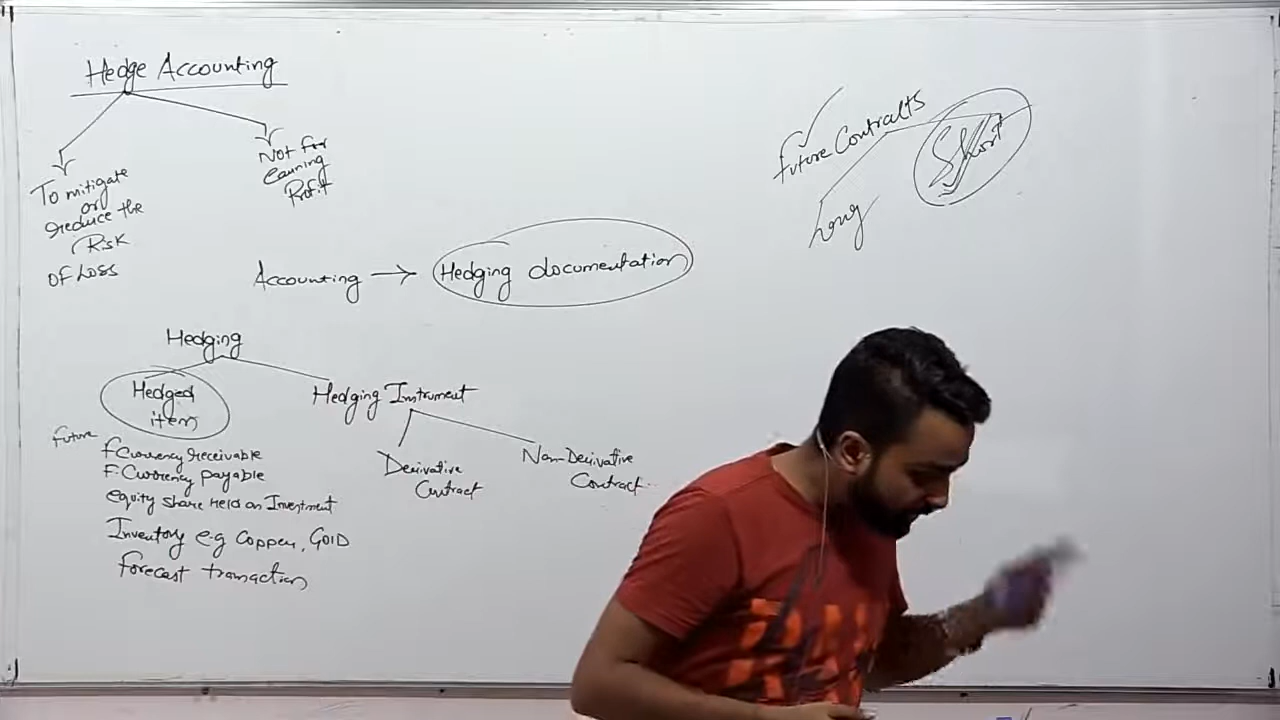 Hedge Accounting
To mitigate
or
reduce the
Risk
OF Loss
Not for
earning
Profit
Accounting → Hedging documentation
Hedging
Hedged
item
Hedging Instrument
Future
F Currency receivable
F. Currency payable
equity share Held as Investment
Inventory e.g Copper, GOLD
Forecast transaction
Derivative
Contract
Non-Derivative
Contract
Future Contracts
Long
Short